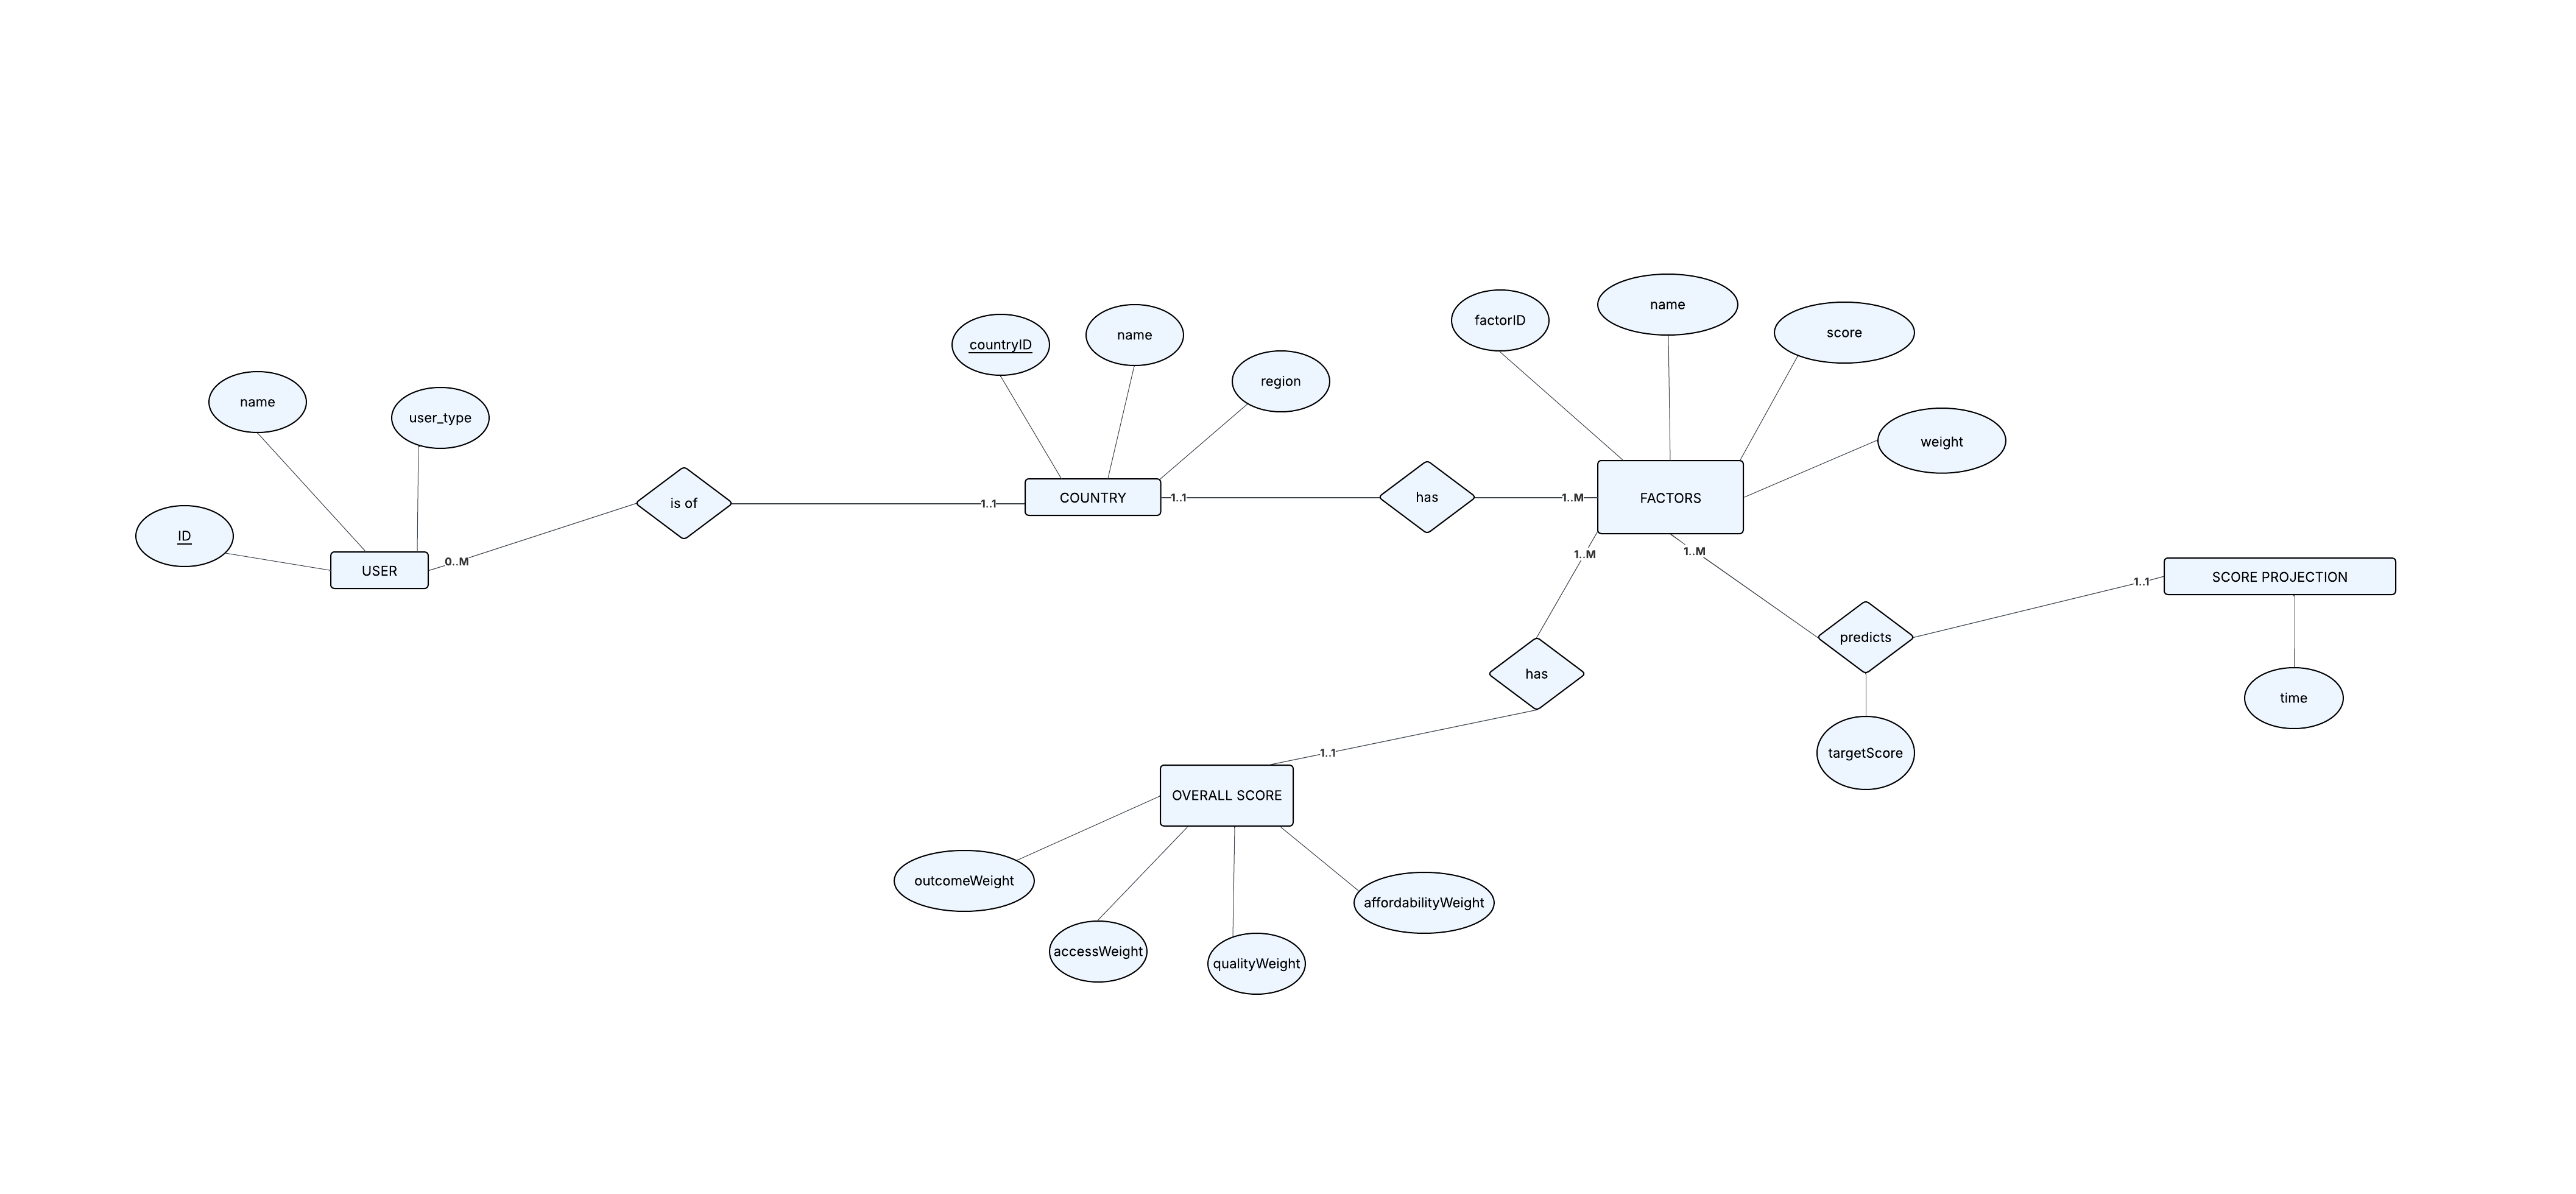 name
factorID
score
name
countryID
region
name
user_type
weight
is of
1..1
COUNTRY
1..1
has
1..M
FACTORS
ID
USER
0..M
1..M
1..M
1..1
SCORE PROJECTION
predicts
has
time
1..1
targetScore
OVERALL SCORE
outcomeWeight
affordabilityWeight
accessWeight
qualityWeight